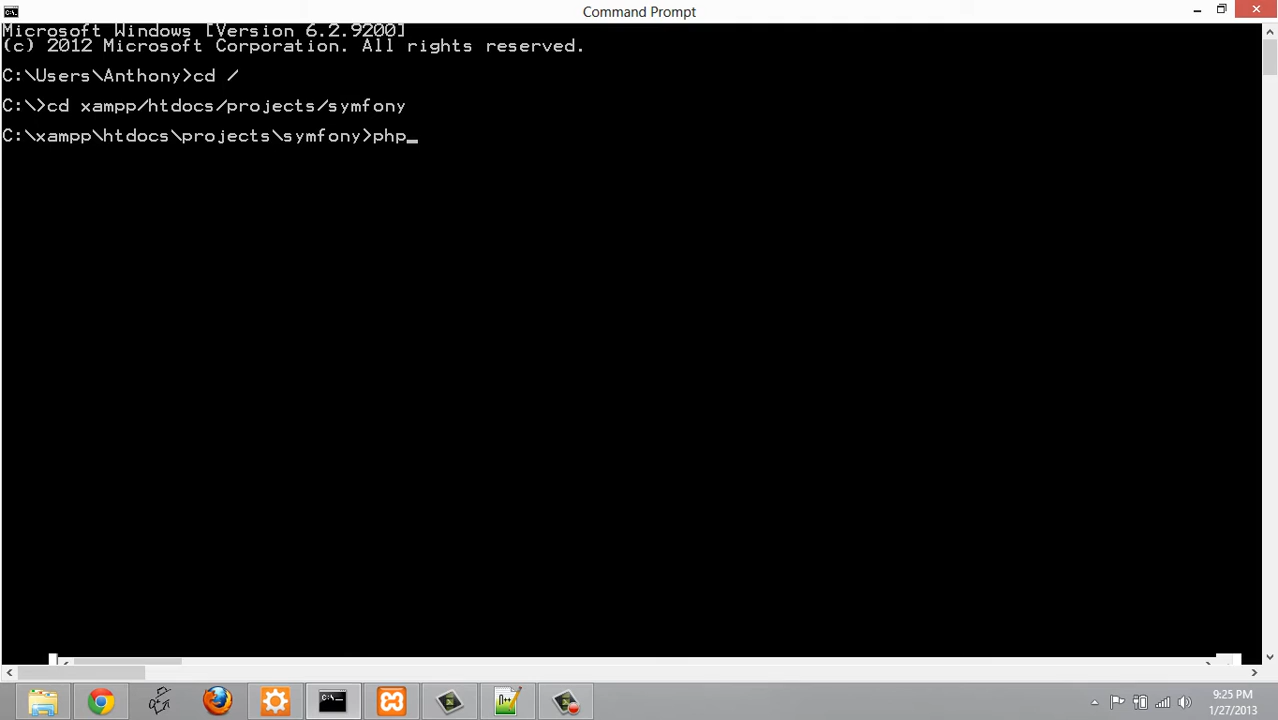 Command Prompt
Microsoft Windows [Version 6.2.9200]
(c) 2012 Microsoft Corporation. All rights reserved.
C:\Users\Anthony>cd /
C:\>cd xampp/htdocs/projects/symfony
C:\xampp\htdocs\projects\symfony>php_
9:25 PM
1/27/2013